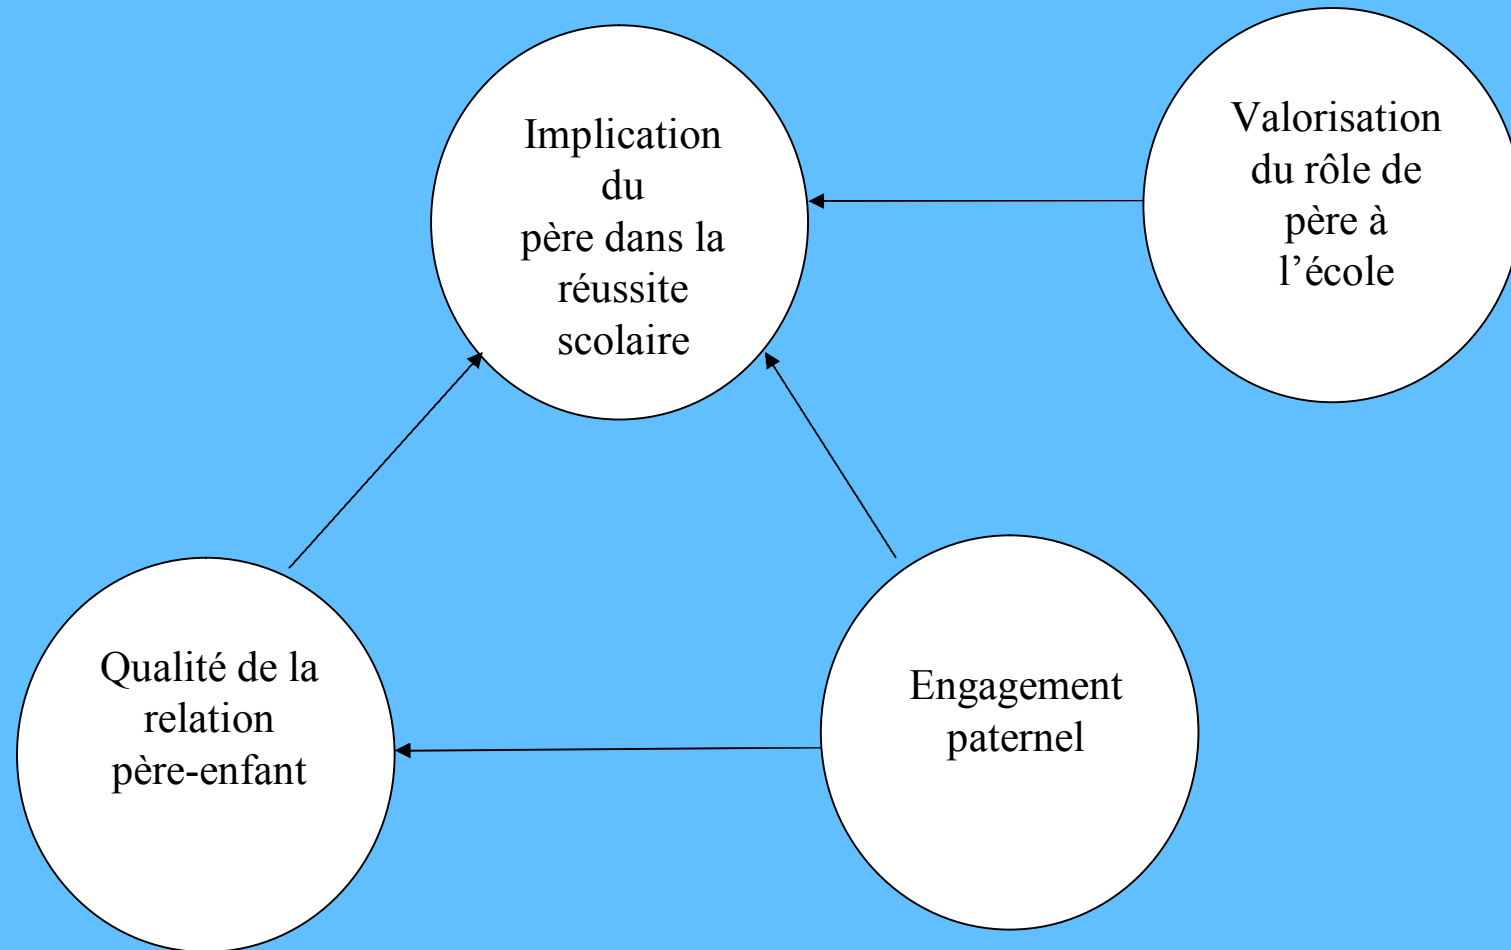 Implication
du
père dans la
réussite
scolaire
Valorisation
du rôle de
père à
l’école
Qualité de la
relation
père-enfant
Engagement
paternel